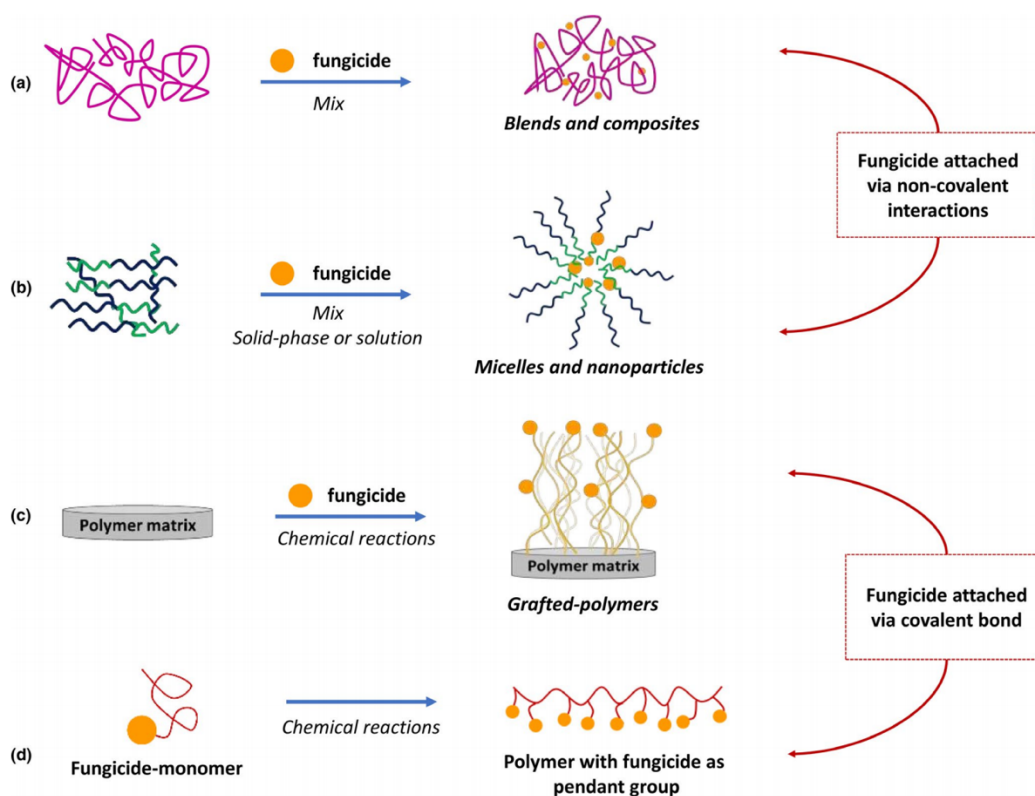 (a)
fungicide
Mix
Blends and composites
Fungicide attached
via non-covalent
interactions
(b)
fungicide
Mix
Solid-phase or solution
Micelles and nanoparticles
(c)
Polymer matrix
fungicide
Chemical reactions
Polymer matrix
Grafted-polymers
Fungicide attached
via covalent bond
(d)
Fungicide-monomer
Chemical reactions
Polymer with fungicide as
pendant group